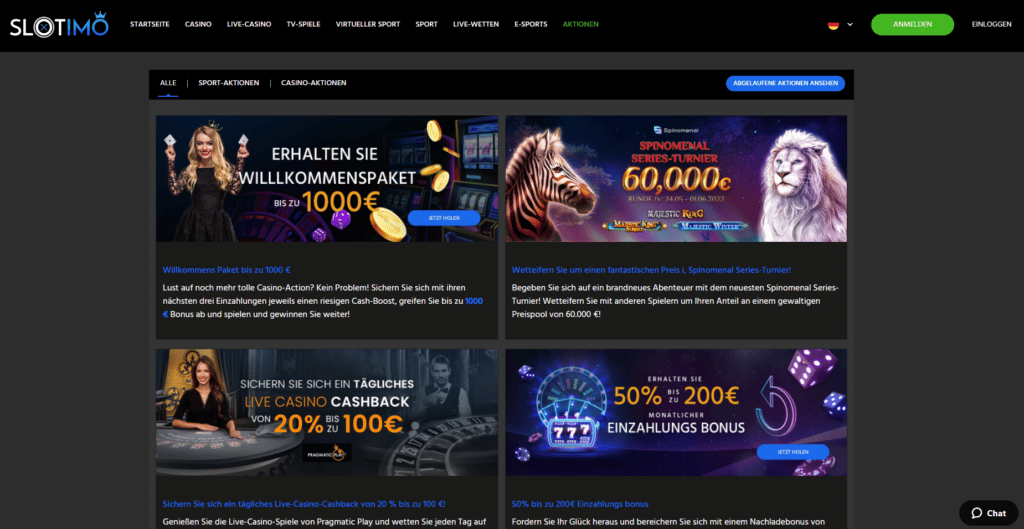 SLOTIMO
STARTSEITE CASINO LIVE-CASINO TV-SPIELE VIRTUELLER SPORT SPORT LIVE-WETTEN E-SPORTS AKTIONEN ANMELDEN EINLOGGEN
ALLE | SPORT-AKTIONEN | CASINO-AKTIONEN ABGELAUFENE AKTIONEN ANSEHEN
ERHALTEN SIE
WILLLKOMMENSPAKET
BIS ZU 1000€
JETZT HOLEN
Spinomenal
SPINOMENAL
SERIES-TURNIER
60,000€
RUNDE IV: 24.05 - 01.06.2022
MAJESTIC KING
MAJESTIC KING
MAJESTIC WINTER
Willkommens Paket bis zu 1000 €
Lust auf noch mehr tolle Casino-Action? Kein Problem! Sichern Sie sich mit ihren
nächsten drei Einzahlungen jeweils einen riesigen Cash-Boost, greifen Sie bis zu 1000
€ Bonus ab und spielen und gewinnen Sie weiter!
Wetteifern Sie um einen fantastischen Preis i, Spinomenal Series-Turnier!
Begeben Sie sich auf ein brandneues Abenteuer mit dem neuesten Spinomenal Series-
Turnier! Wetteifern Sie mit anderen Spielern um Ihren Anteil an einem gewaltigen
Preispool von 60.000 €!
SICHERN SIE SICH EIN TÄGLICHES
LIVE CASINO CASHBACK
VON 20% BIS ZU 100€
PRAGMATIC PLAY
ERHALTEN SIE
50% BIS ZU 200€
MONATLICHER
EINZAHLUNGS BONUS
JETZT HOLEN
777
Sichern Sie sich ein tägliches Live-Casino-Cashback von 20 % bis zu 100 €!
Genießen Sie die Live-Casino-Spiele von Pragmatic Play und wetten Sie jeden Tag auf
50% bis zu 200€ Einzahlungs bonus
Fordern Sie Ihr Glück heraus und bereichern Sie sich mit einem Nachladebonus von
Chat